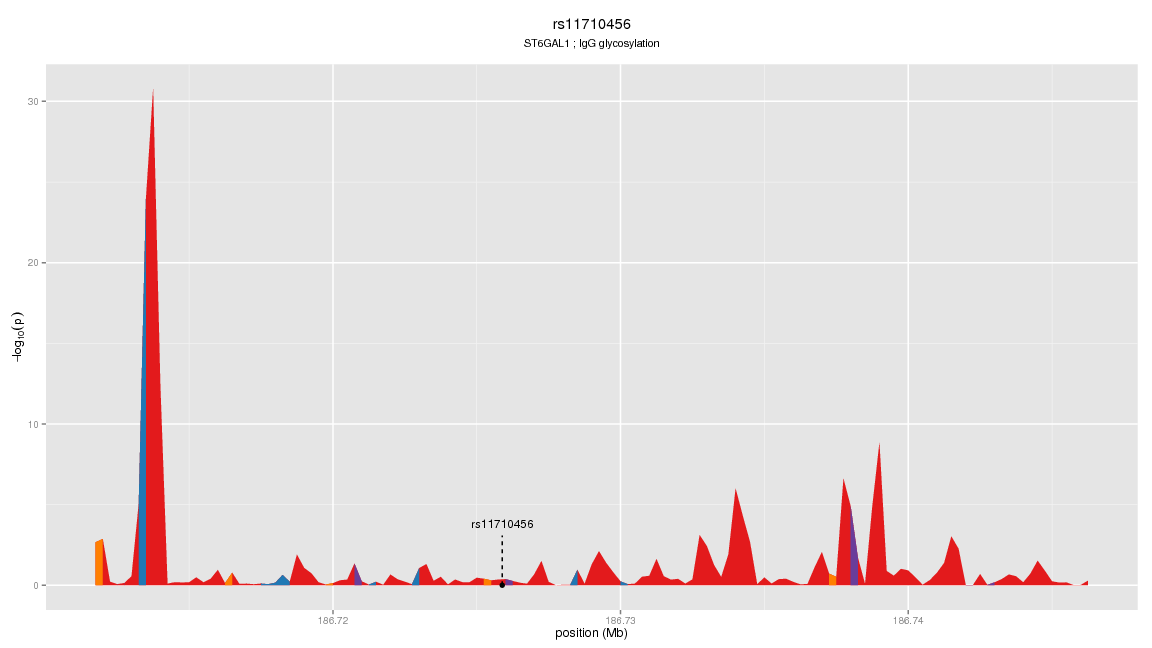 rs11710456
ST6GAL1 ; IgG glycosylation
30
20
10
0
−log10(p)
rs11710456
186.72
186.73
186.74
position (Mb)